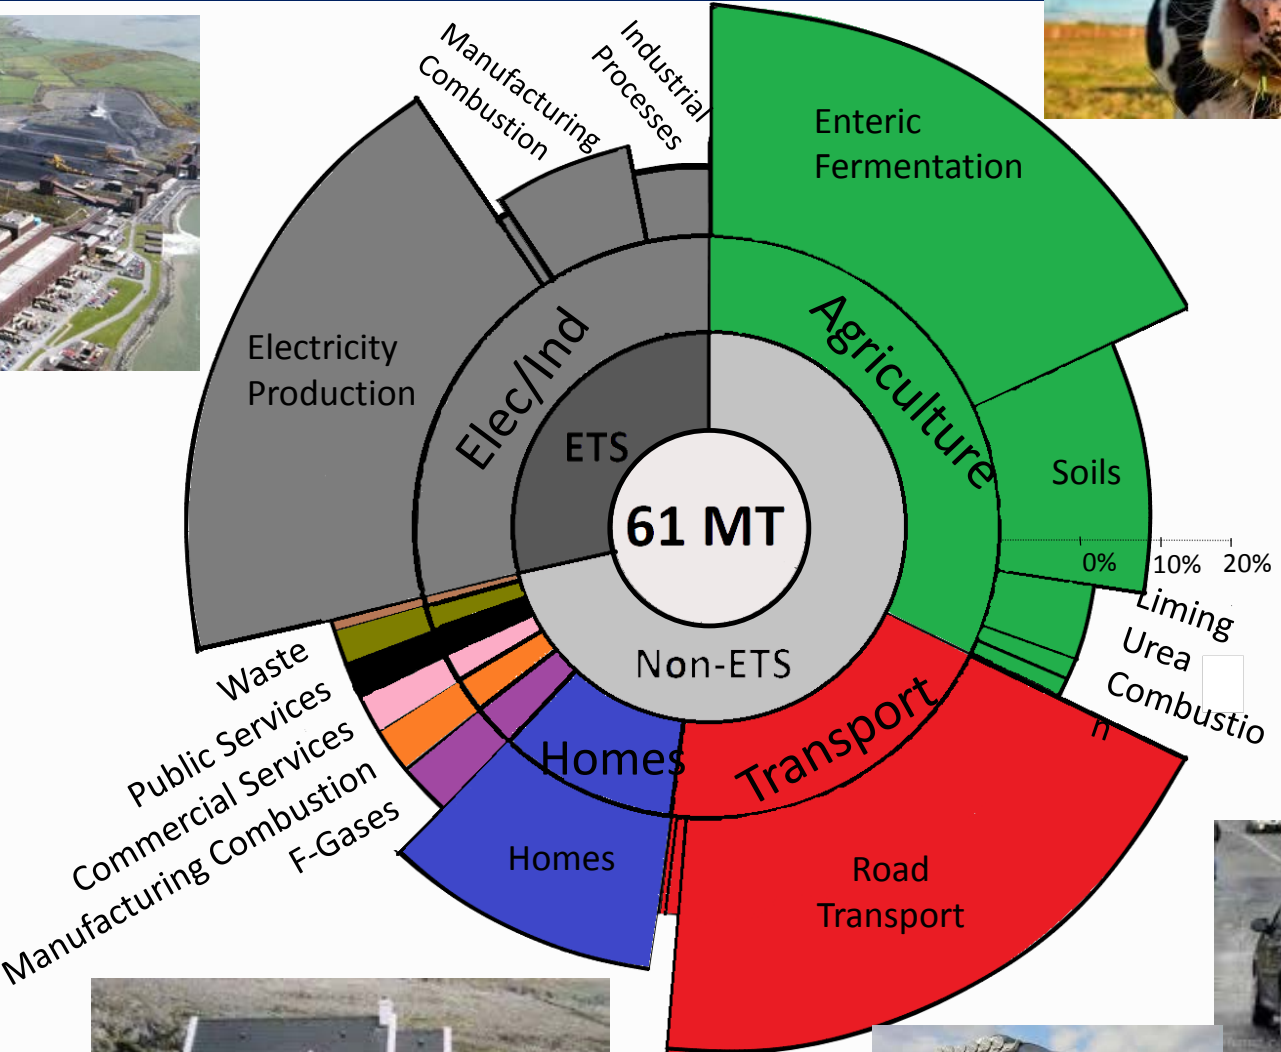 Manufacturing
Combustion
Industrial
Processes
Enteric
Fermentation
Electricity
Production
Elec/Ind
ETS
Agriculture
Soils
61 MT
0%
10%
20%
Liming
Urea
Combustio
n
Non-ETS
Transport
Homes
Homes
Road
Transport
Waste
Public Services
Commercial Services
Manufacturing Combustion
F-Gases